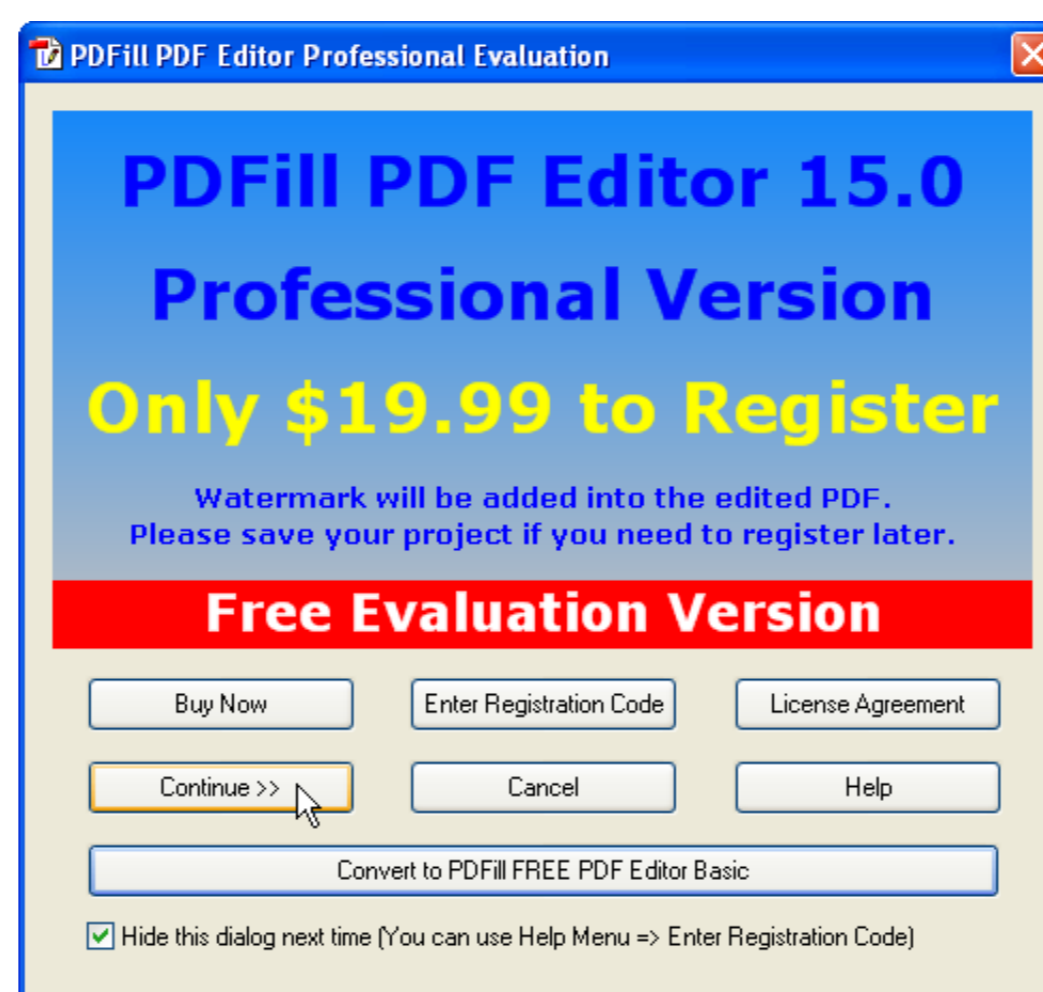 PDFill PDF Editor Professional Evaluation
PDFill PDF Editor 15.0
Professional Version
Only $19.99 to Register
Watermark will be added into the edited PDF.
Please save your project if you need to register later.
Free Evaluation Version
Buy Now
Enter Registration Code
License Agreement
Continue >>
Cancel
Help
Convert to PDFill FREE PDF Editor Basic
Hide this dialog next time (You can use Help Menu => Enter Registration Code)